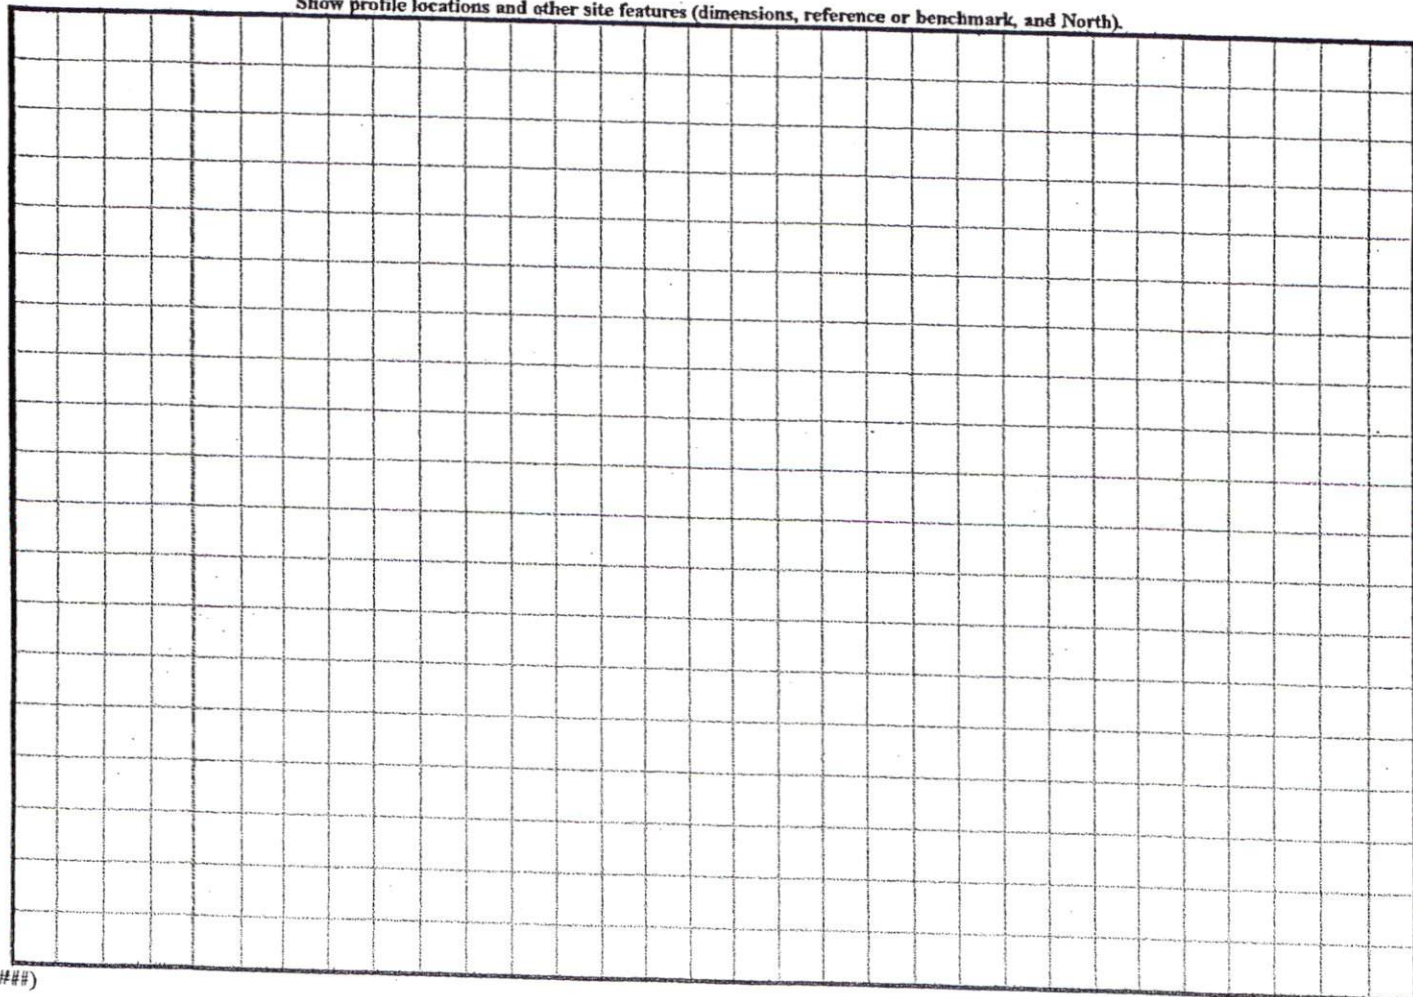 Show profile locations and other site features (dimensions, reference or benchmark, and North).
###)